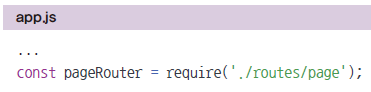 app.js
...
const pageRouter = require('./routes/page');